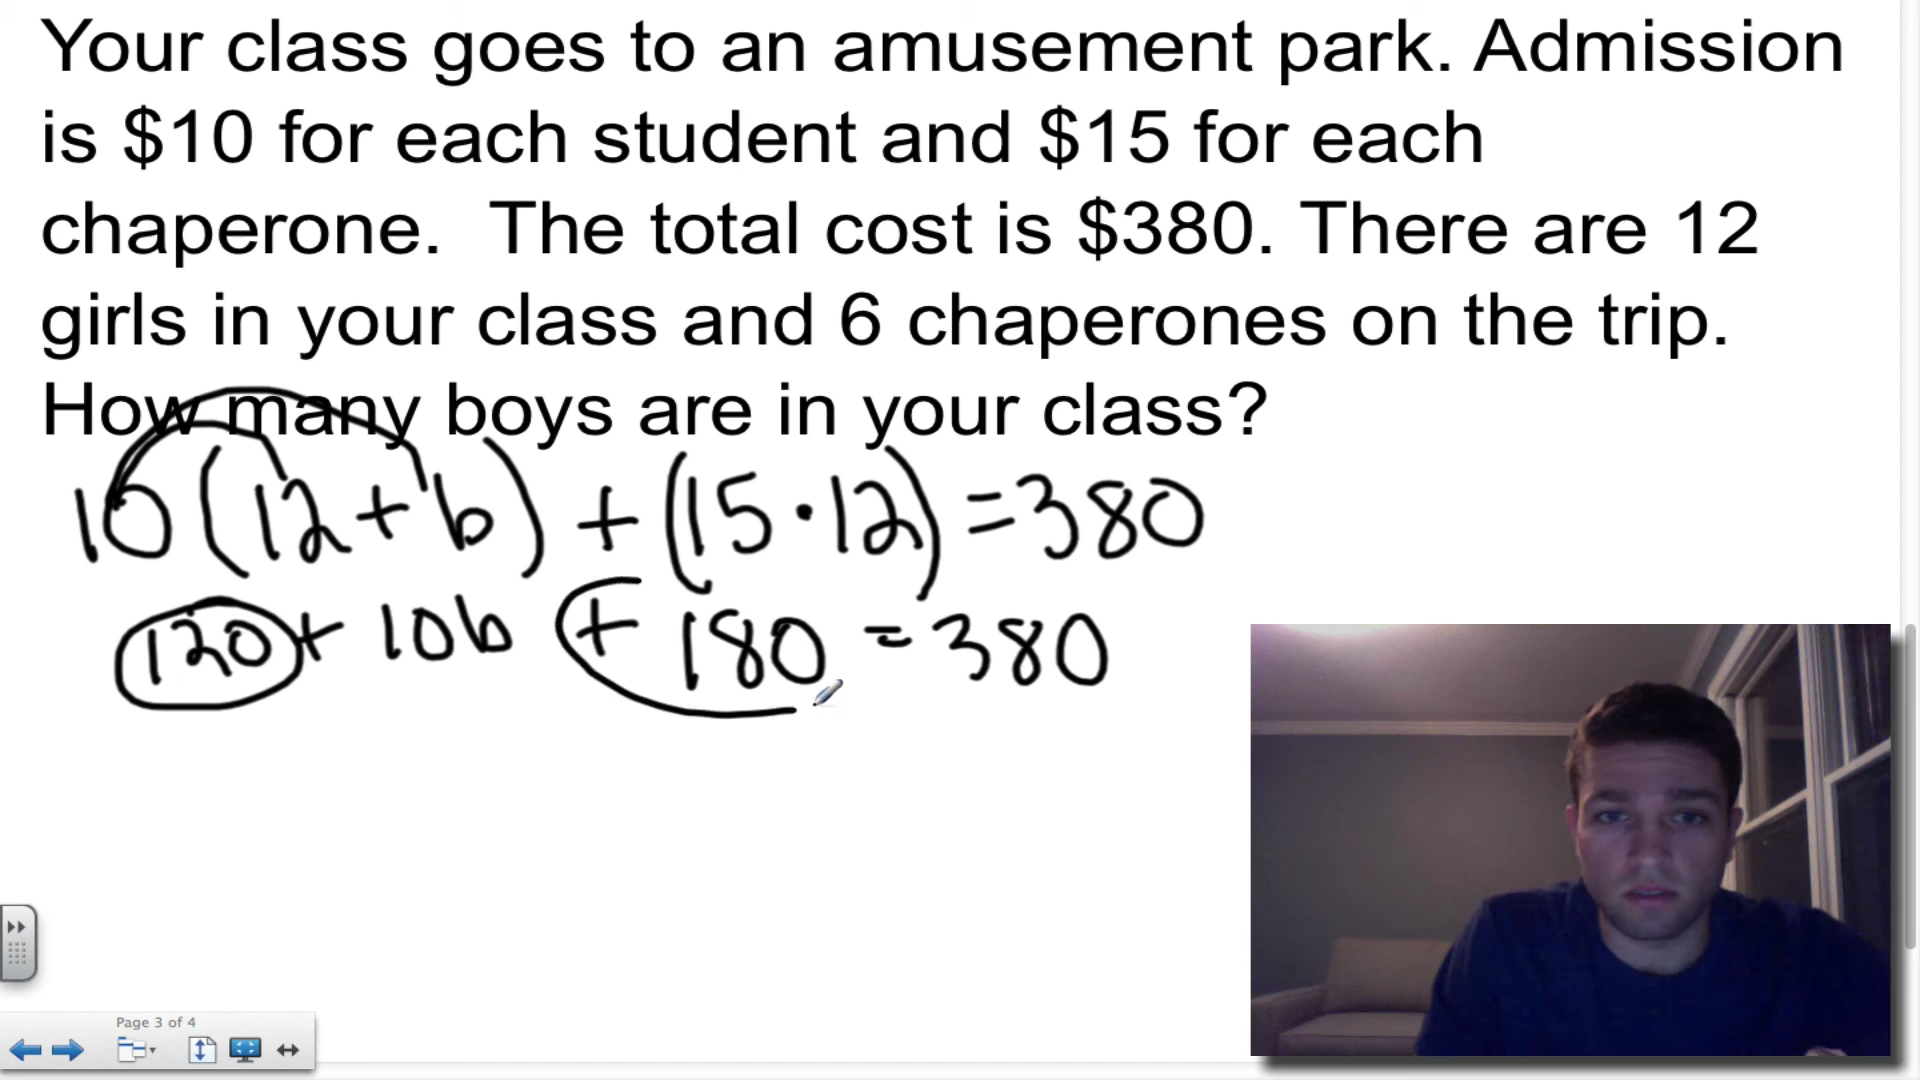 Your class goes to an amusement park. Admission
is $10 for each student and $15 for each
chaperone.  The total cost is $380. There are 12
girls in your class and 6 chaperones on the trip.
How many boys are in your class?
10(12+b) + (15·12) = 380
120 + 10b + 180 = 380
Page 3 of 4